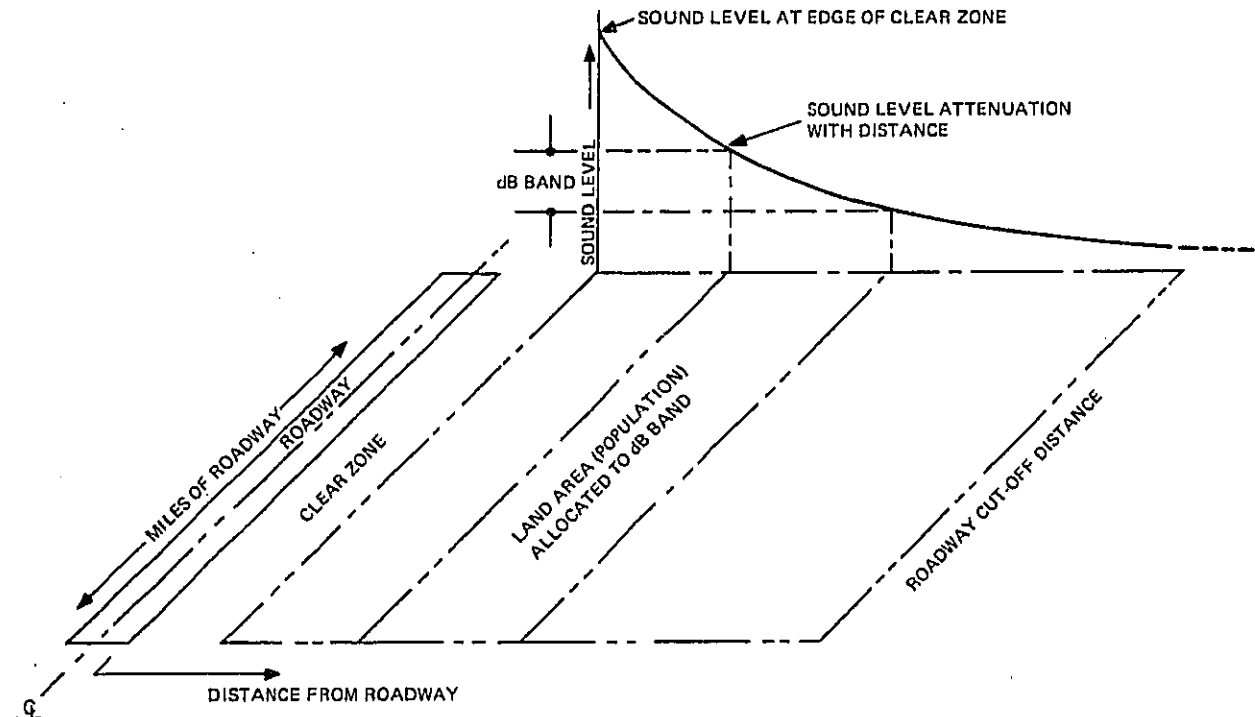 SOUND LEVEL AT EDGE OF CLEAR ZONE
SOUND LEVEL ATTENUATION
WITH DISTANCE
dB BAND
SOUND LEVEL
MILES OF ROADWAY
ROADWAY
CLEAR ZONE
LAND AREA (POPULATION)
ALLOCATED TO dB BAND
ROADWAY CUT-OFF DISTANCE
DISTANCE FROM ROADWAY
℄